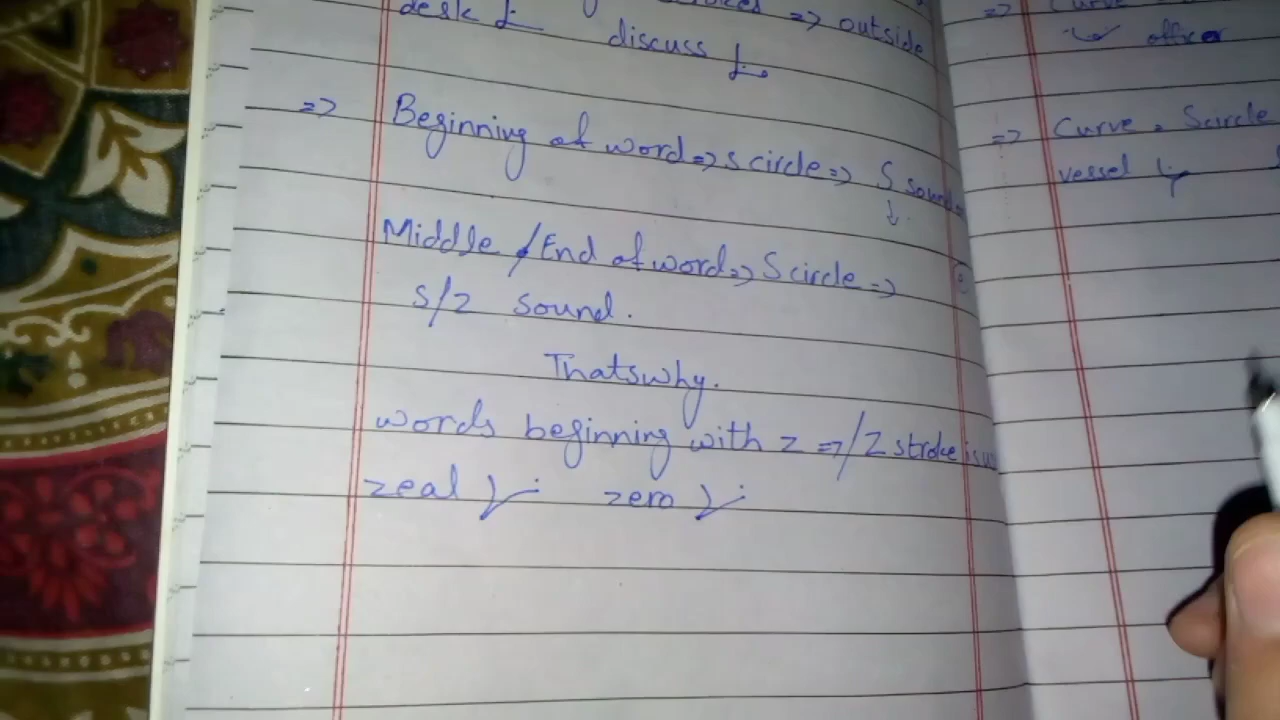 => outside
desk discuss
=> Beginning of word => s circle => S sound
↓
Middle / End of word => S circle =>
s/z sound.
Thatswhy.
words beginning with z => / Z stroke is
zeal zero
=> Curve
officer
=> Curve . Scircle
vessel